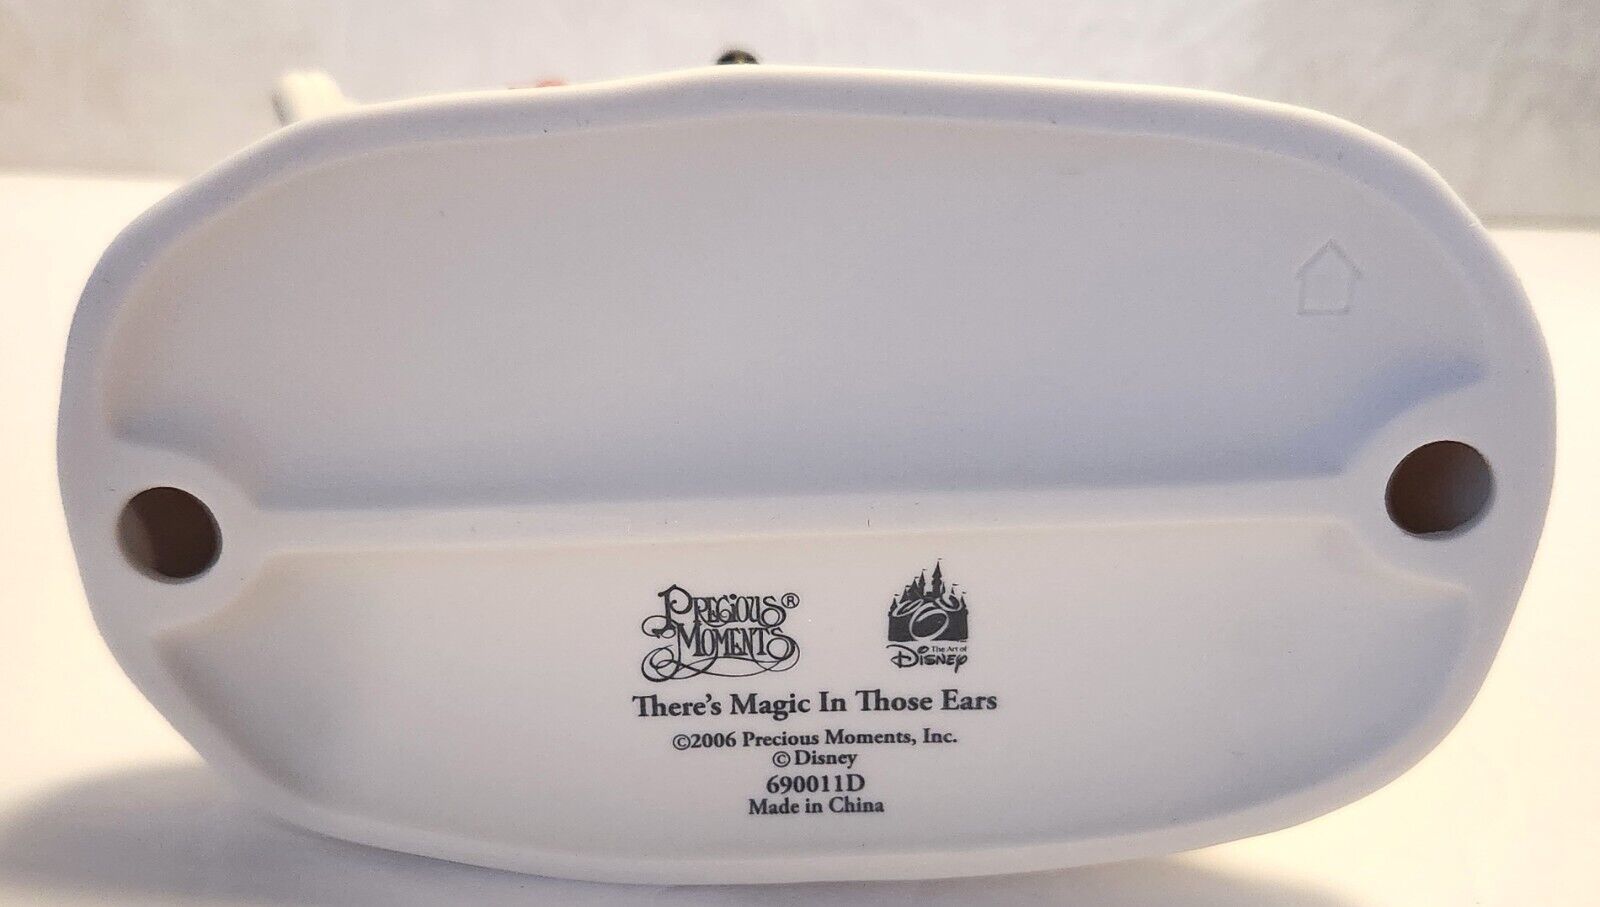 PRECIOUS®
MOMENTS
The Art of
DISNEY
There's Magic In Those Ears
©2006 Precious Moments, Inc.
© Disney
690011D
Made in China